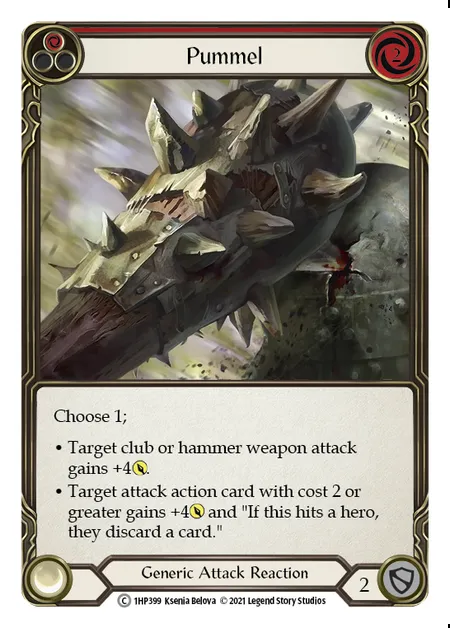 Pummel
2
Choose 1;
• Target club or hammer weapon attack
gains +4.
• Target attack action card with cost 2 or
greater gains +4 and "If this hits a hero,
they discard a card."
Generic Attack Reaction
2
C 1HP399 Ksenia Belova © 2021 Legend Story Studios